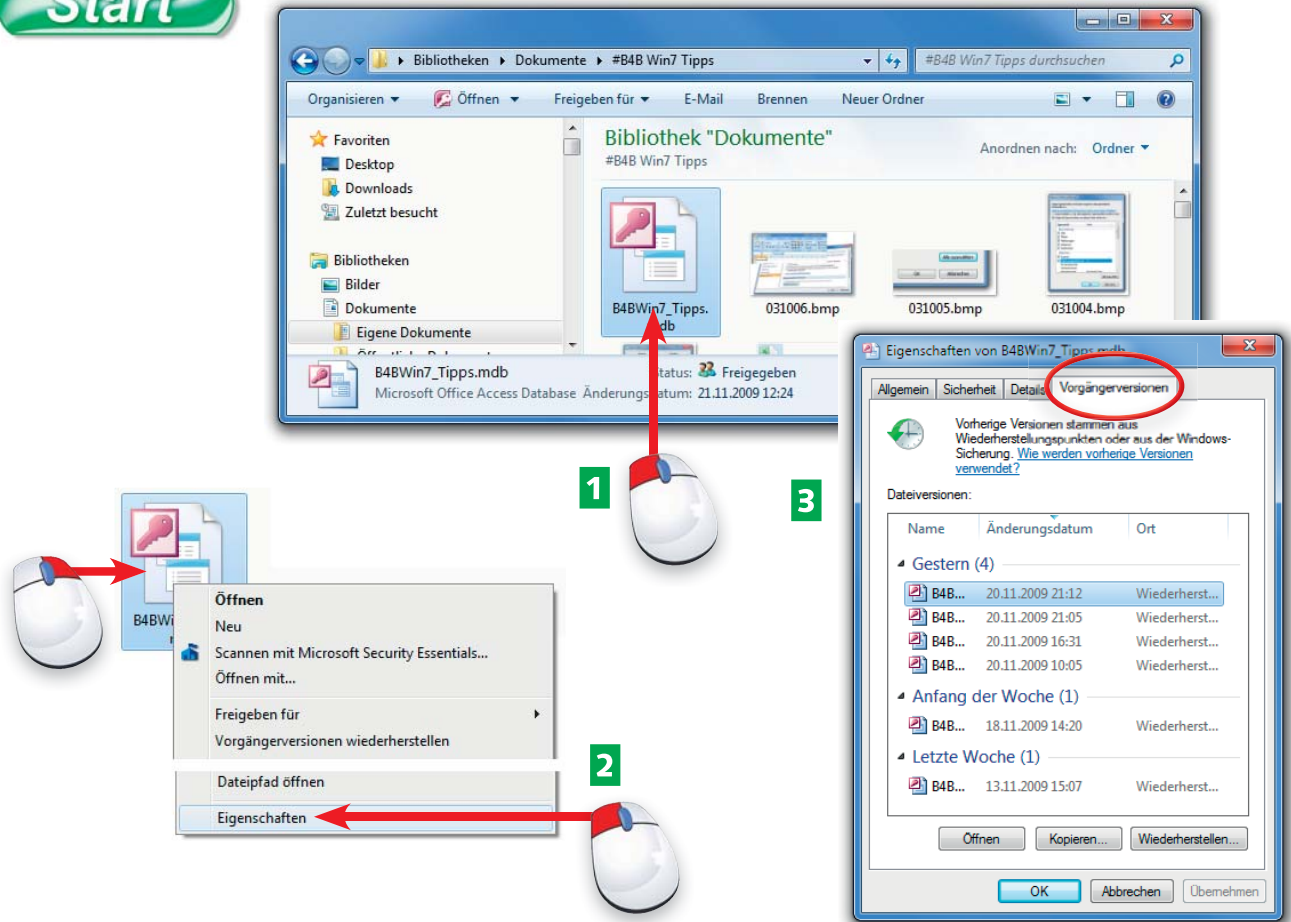 Start
Bibliotheken Dokumente #B4B Win7 Tipps
#B4B Win7 Tipps durchsuchen
Organisieren Öffnen Freigeben für E-Mail Brennen Neuer Ordner
Favoriten
Desktop
Downloads
Zuletzt besucht
Bibliotheken
Bilder
Dokumente
Eigene Dokumente
Bibliothek "Dokumente"
#B4B Win7 Tipps
Anordnen nach: Ordner
B4BWin7_Tipps.
mdb
031006.bmp
031005.bmp
031004.bmp
B4BWin7_Tipps.mdb
Status: Freigegeben
Microsoft Office Access Database Änderungsdatum: 21.11.2009 12:24
1
B4BWi
Öffnen
Neu
Scannen mit Microsoft Security Essentials...
Öffnen mit...
Freigeben für
Vorgängerversionen wiederherstellen
Dateipfad öffnen
Eigenschaften
2
3
Eigenschaften von B4BWin7_Tipps.mdb
Allgemein Sicherheit Details Vorgängerversionen
Vorherige Versionen stammen aus
Wiederherstellungspunkten oder aus der Windows-
Sicherung. Wie werden vorherige Versionen
verwendet?
Dateiversionen:
Name Änderungsdatum Ort
Gestern (4)
B4B... 20.11.2009 21:12 Wiederherst...
B4B... 20.11.2009 21:05 Wiederherst...
B4B... 20.11.2009 16:31 Wiederherst...
B4B... 20.11.2009 10:05 Wiederherst...
Anfang der Woche (1)
B4B... 18.11.2009 14:20 Wiederherst...
Letzte Woche (1)
B4B... 13.11.2009 15:07 Wiederherst...
Öffnen Kopieren... Wiederherstellen...
OK Abbrechen Übernehmen